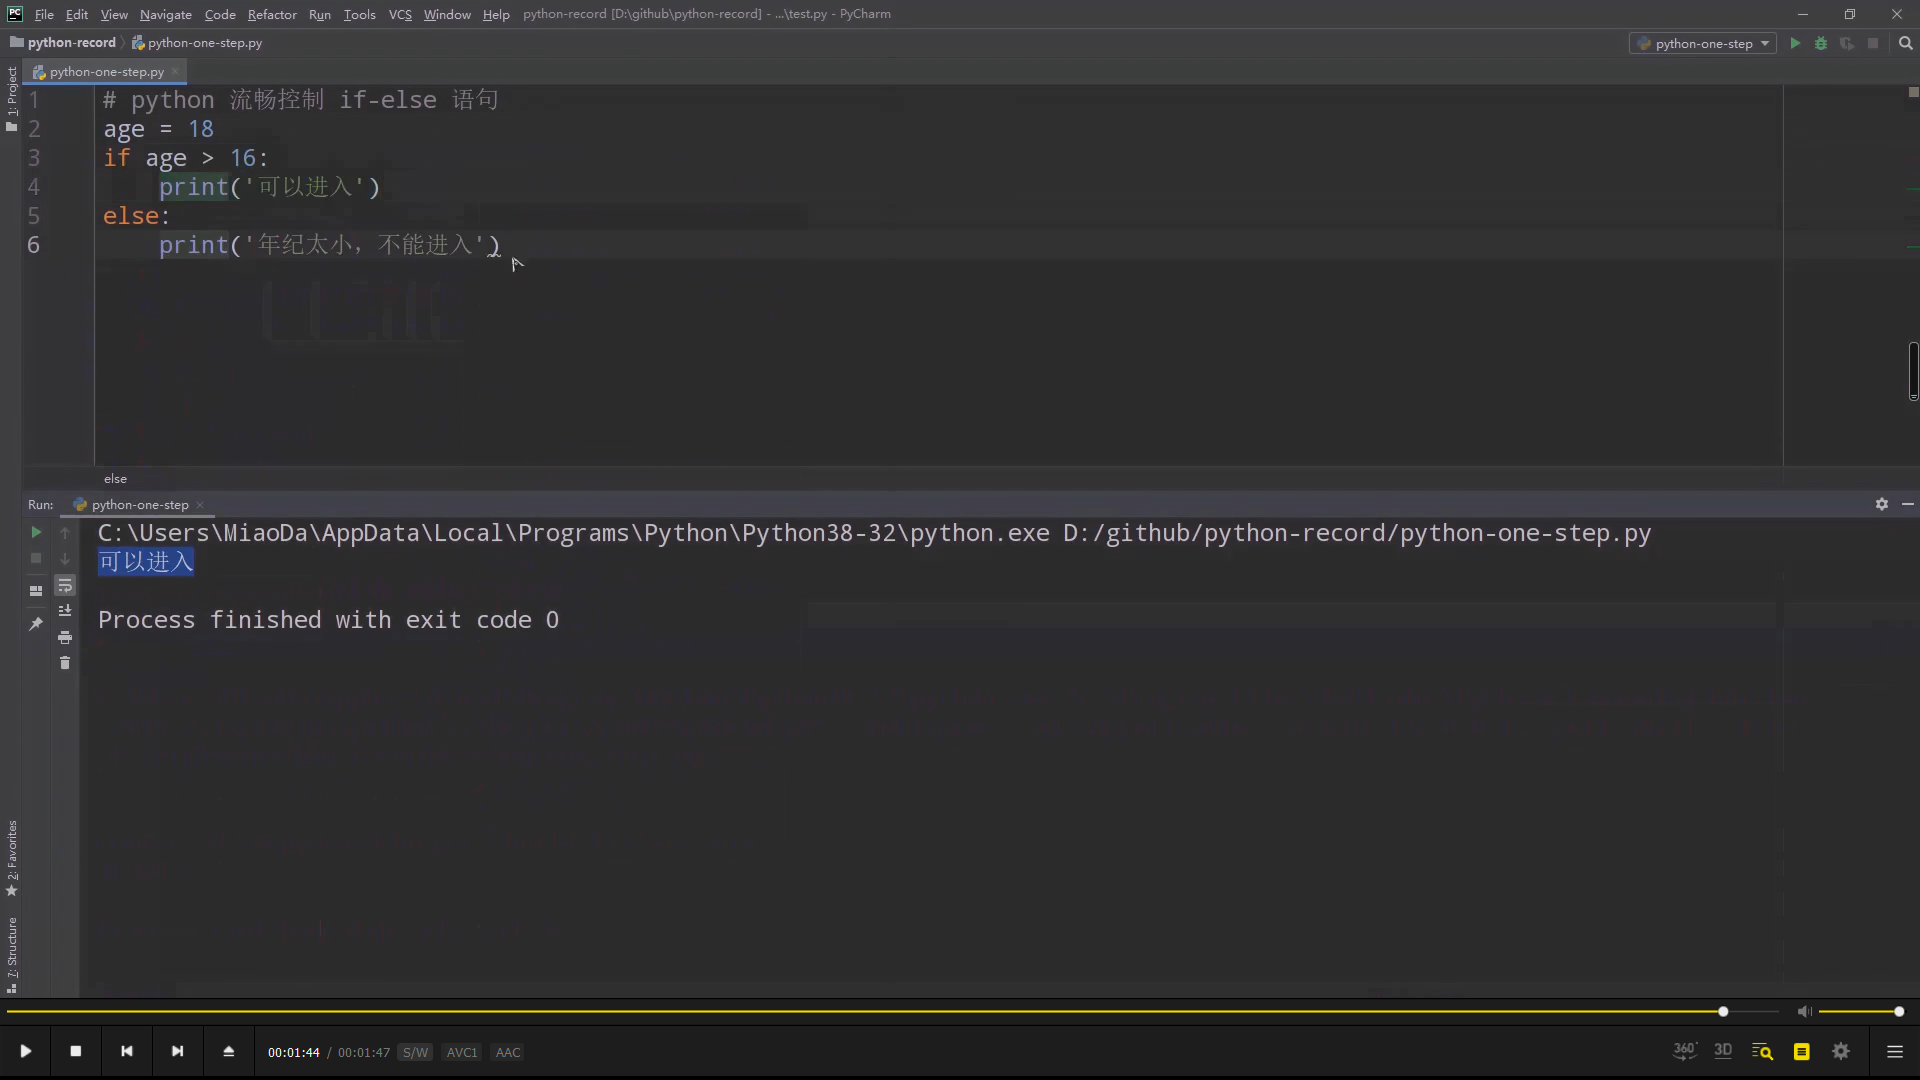 File Edit View Navigate Code Refactor Run Tools VCS Window Help python-record [D:\github\python-record] - ...\test.py - PyCharm
python-record python-one-step.py python-one-step
1: Project
python-one-step.py
1 # python 流畅控制 if-else 语句
2 age = 18
3 if age > 16:
4 print('可以进入')
5 else:
6 print('年纪太小，不能进入')
else
Run: python-one-step
C:\Users\MiaoDa\AppData\Local\Programs\Python\Python38-32\python.exe D:/github/python-record/python-one-step.py
可以进入
Process finished with exit code 0
2: Favorites
7: Structure
00:01:44 / 00:01:47 S/W AVC1 AAC 360° 3D